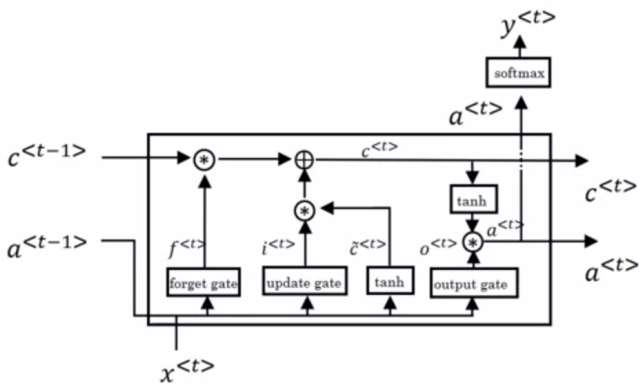 y<t>
softmax
a<t>
c<t-1>
c<t>
c<t>
tanh
a<t-1>
f<t>
i<t>
c̃<t>
o<t>
a<t>
a<t>
forget gate
update gate
tanh
output gate
x<t>